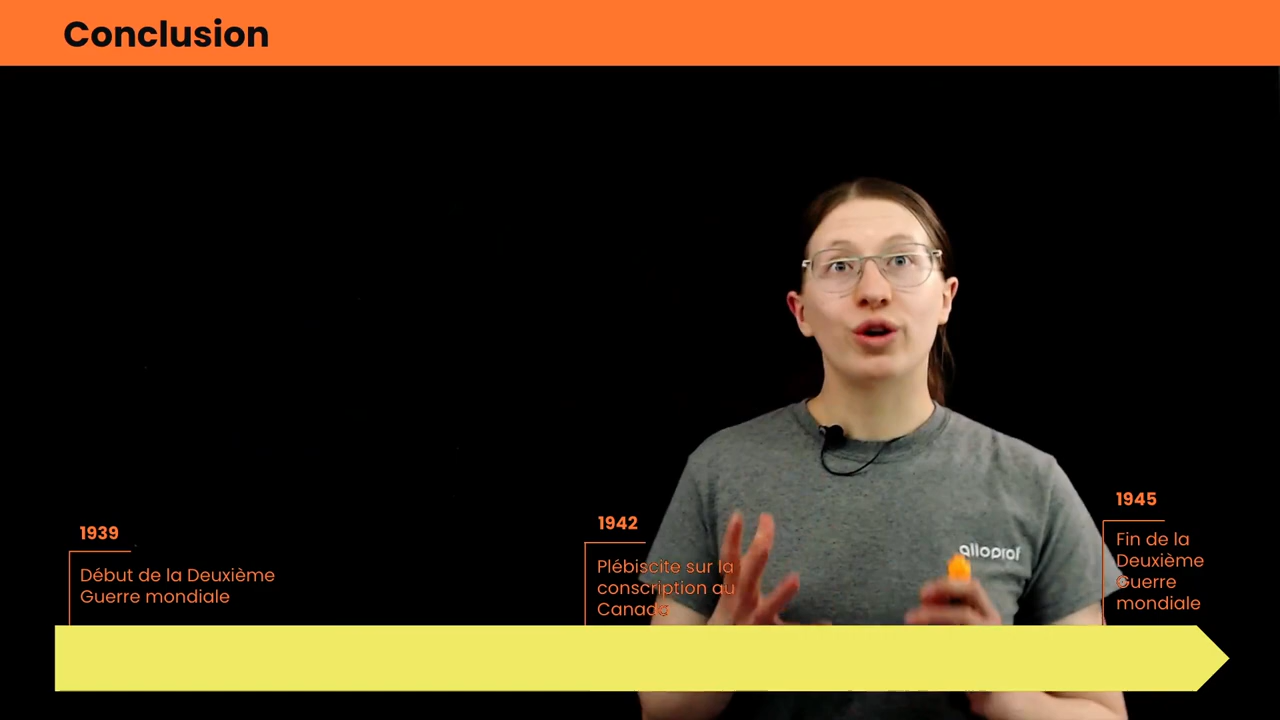 Conclusion
1939
Début de la Deuxième
Guerre mondiale
1942
Plébiscite sur la
conscription au
Canada
alloprof
1945
Fin de la
Deuxième
Guerre
mondiale